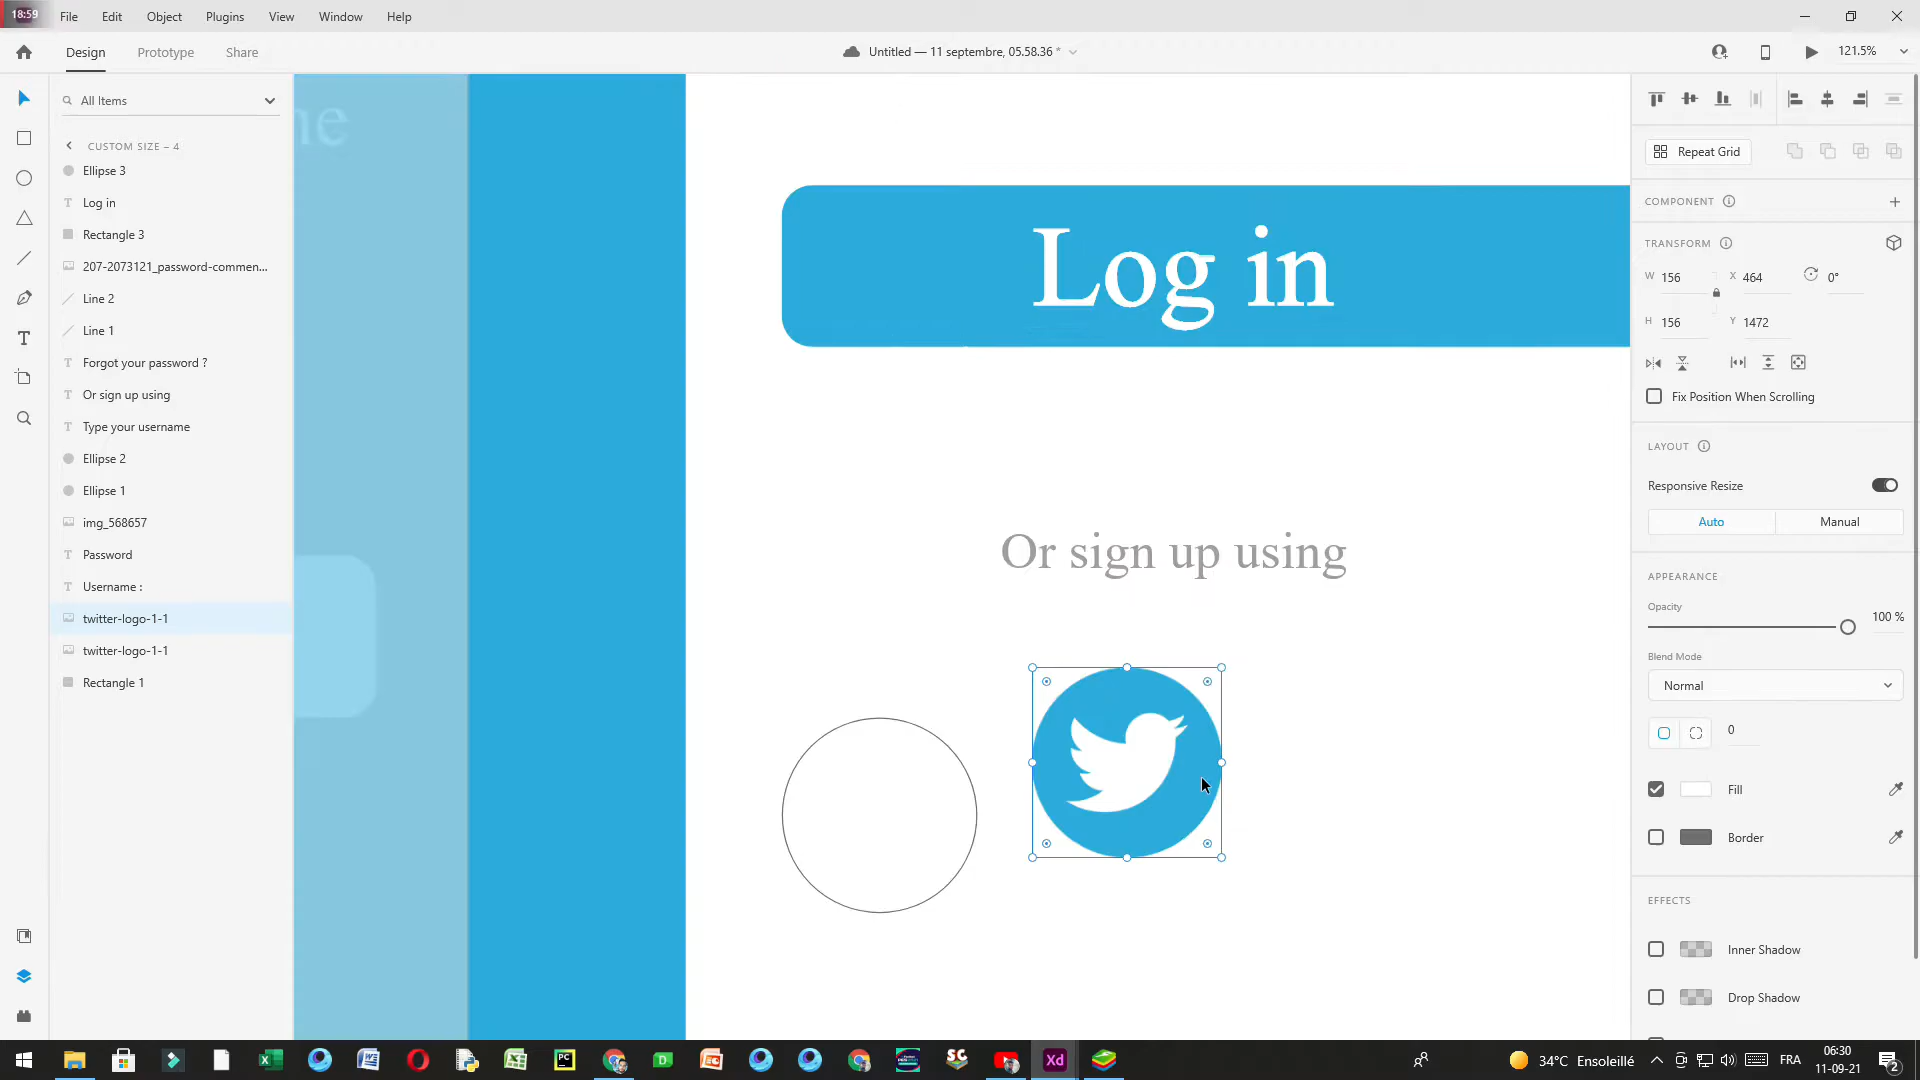 18:59
File Edit Object Plugins View Window Help
Design Prototype Share
Untitled — 11 septembre, 05.58.36 *
121.5%
All Items
CUSTOM SIZE – 4
Ellipse 3
Log in
Rectangle 3
207-2073121_password-commen...
Line 2
Line 1
Forgot your password ?
Or sign up using
Type your username
Ellipse 2
Ellipse 1
img_568657
Password
Username :
twitter-logo-1-1
twitter-logo-1-1
Rectangle 1
ne
Log in
Or sign up using
Repeat Grid
COMPONENT
TRANSFORM
W 156 X 464 0°
H 156 Y 1472
Fix Position When Scrolling
LAYOUT
Responsive Resize
Auto Manual
APPEARANCE
Opacity
100 %
Blend Mode
Normal
0
Fill
Border
EFFECTS
Inner Shadow
Drop Shadow
34°C Ensoleillé
FRA
06:30
11-09-21
2
PC
D
SC
Xd